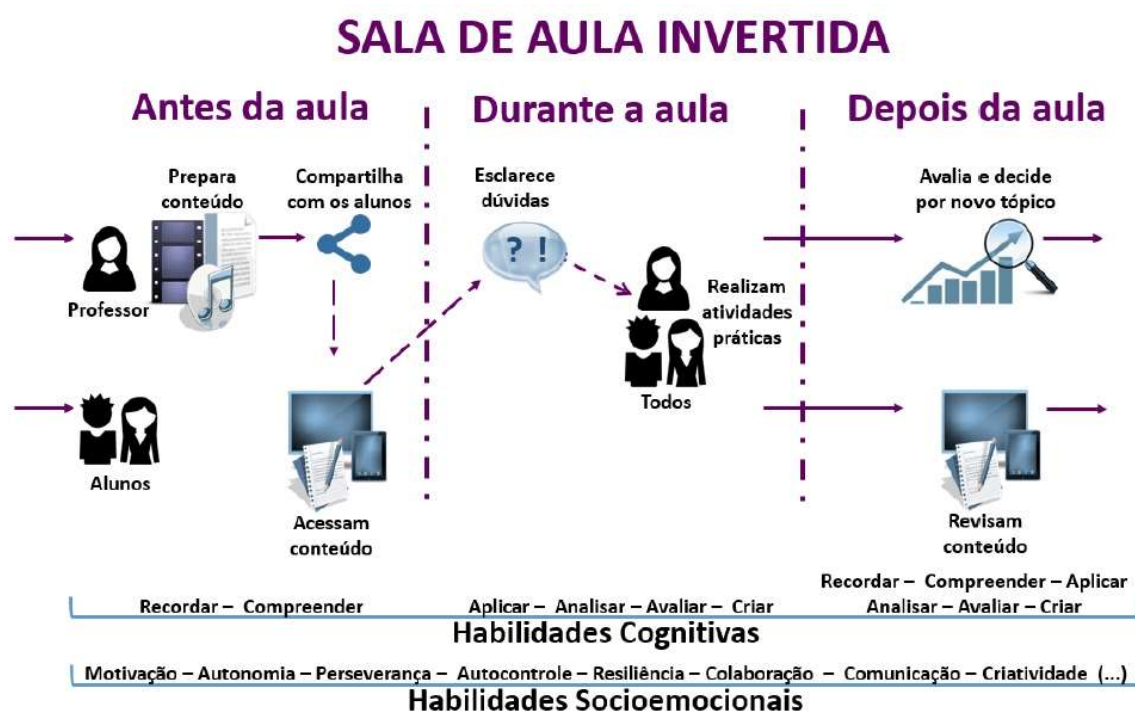 SALA DE AULA INVERTIDA
Antes da aula
Durante a aula
Depois da aula
Prepara
conteúdo
Compartilha
com os alunos
Professor
Alunos
Acessam
conteúdo
Esclarece
dúvidas
? !
Realizam
atividades
práticas
Todos
Avalia e decide
por novo tópico
Revisam
conteúdo
Recordar – Compreender
Aplicar – Analisar – Avaliar – Criar
Recordar – Compreender – Aplicar
Analisar – Avaliar – Criar
Habilidades Cognitivas
Motivação – Autonomia – Perseverança – Autocontrole – Resiliência – Colaboração – Comunicação – Criatividade (...)
Habilidades Socioemocionais